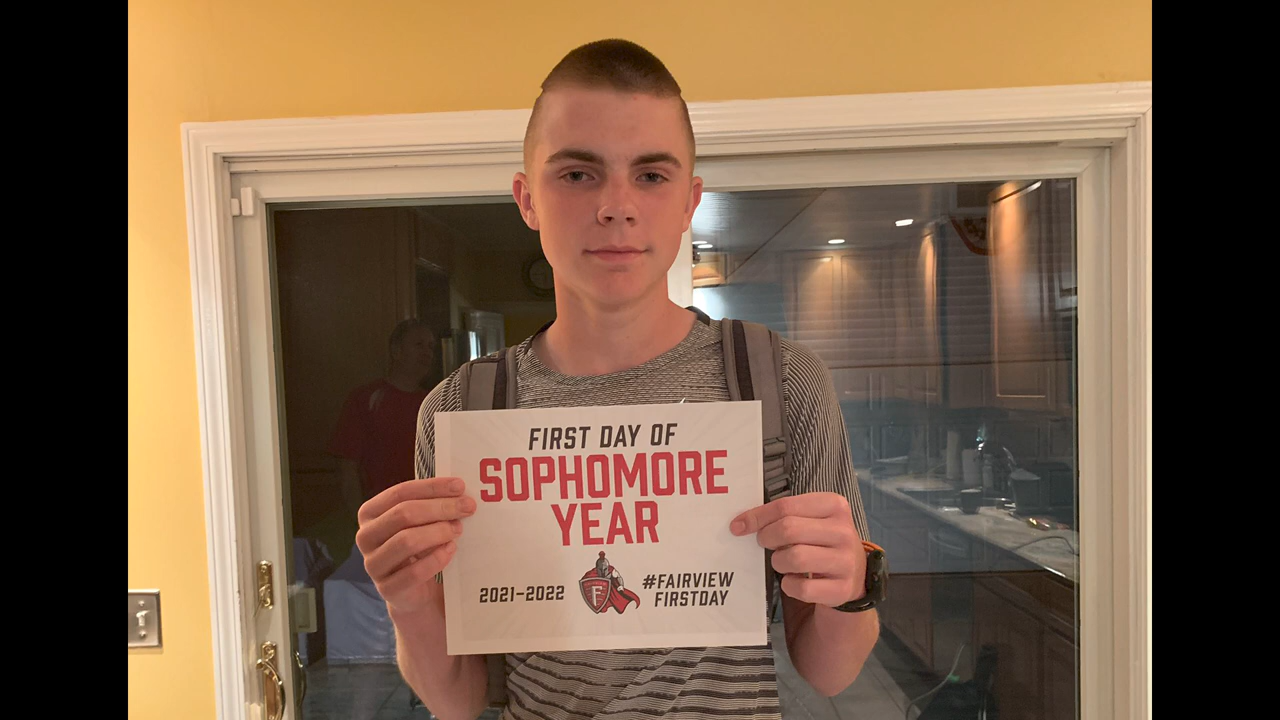 FIRST DAY OF
SOPHOMORE
YEAR
2021-2022
#FAIRVIEW
FIRSTDAY
F